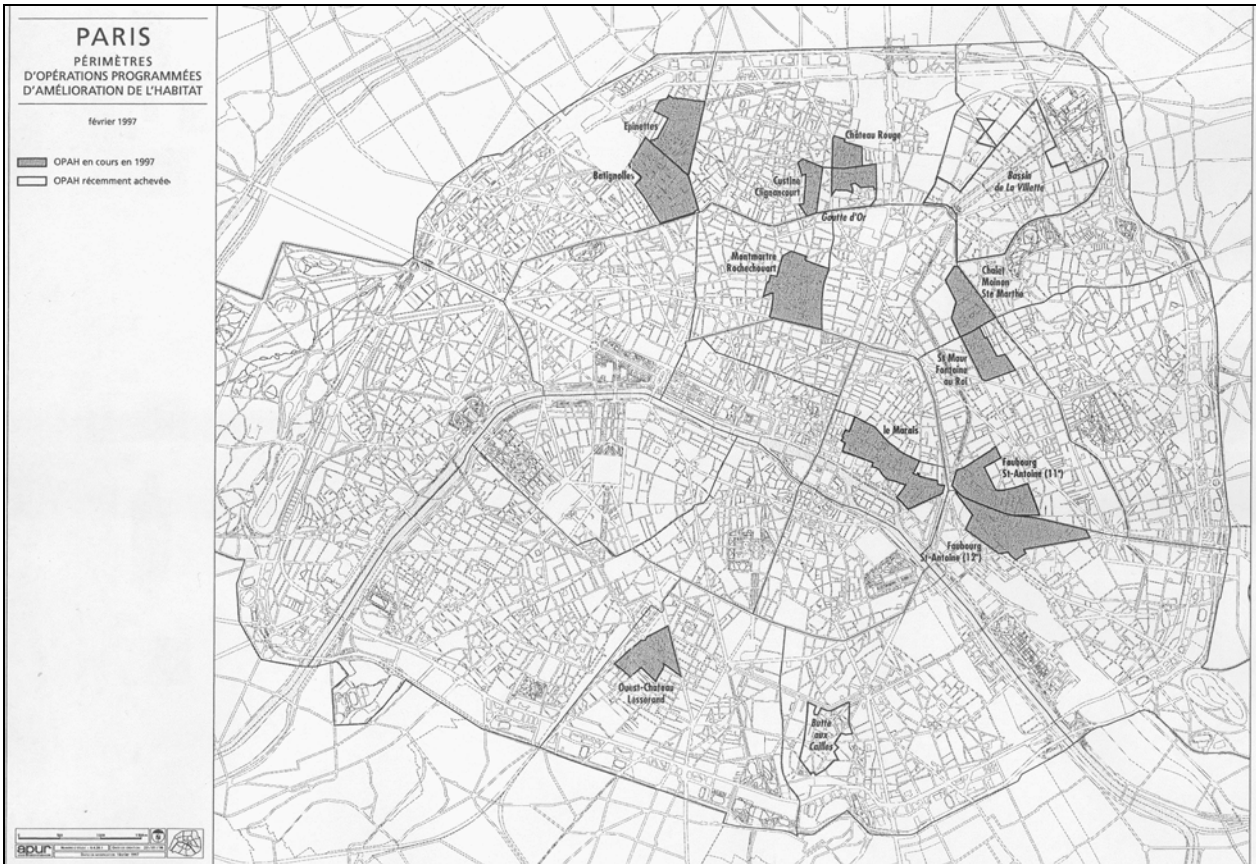 PARIS
PÉRIMÈTRES
D'OPÉRATIONS PROGRAMMÉES
D'AMÉLIORATION DE L'HABITAT
février 1997
OPAH en cours en 1997
OPAH récemment achevées
Epinettes
Batignolles
Château Rouge
Custine
Clignancourt
Goutte d'Or
Bassin
de La Villette
Montmartre
Rochechouart
Chalet
Moinon
Ste Marthe
St Maur
Fontaine
au Roi
le Marais
Faubourg
St-Antoine (11e)
Faubourg
St-Antoine (12e)
Ouest-Château
Losserand
Butte
aux
Cailles
apur